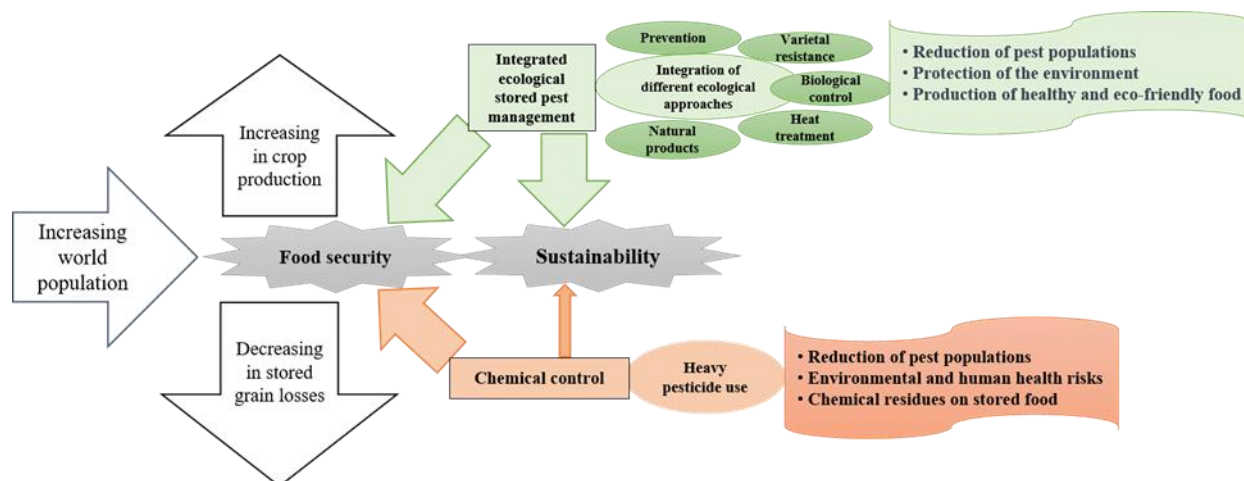 Increasing
world
population
Increasing
in crop
production
Food security
Decreasing
in stored
grain losses
Integrated
ecological
stored pest
management
Sustainability
Prevention
Varietal
resistance
Integration of
different ecological
approaches
Biological
control
Natural
products
Heat
treatment
• Reduction of pest populations
• Protection of the environment
• Production of healthy and eco-friendly food
Chemical control
Heavy
pesticide use
• Reduction of pest populations
• Environmental and human health risks
• Chemical residues on stored food